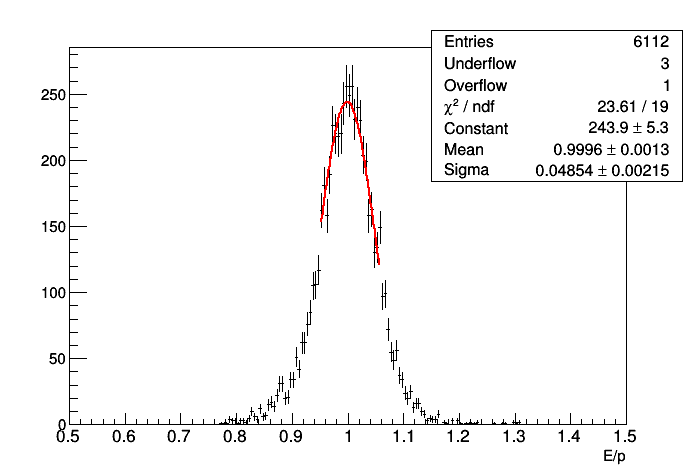 Entries 6112
Underflow 3
Overflow 1
χ² / ndf 23.61 / 19
Constant 243.9 ± 5.3
Mean 0.9996 ± 0.0013
Sigma 0.04854 ± 0.00215
250
200
150
100
50
0
0.5 0.6 0.7 0.8 0.9 1 1.1 1.2 1.3 1.4 1.5
E/p